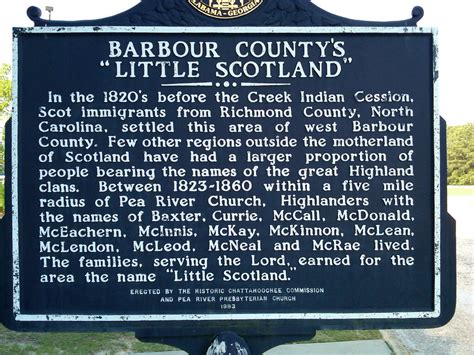 ALABAMA-GEORGIA
BARBOUR COUNTY'S
"LITTLE SCOTLAND"
In the 1820's before the Creek Indian Cession,
Scot immigrants from Richmond County, North
Carolina, settled this area of west Barbour
County. Few other regions outside the motherland
of Scotland have had a larger proportion of
people bearing the names of the great Highland
clans. Between 1823-1860 within a five mile
radius of Pea River Church, Highlanders with
the names of Baxter, Currie, McCall, McDonald,
McEachern, McInnis, McKay, McKinnon, McLean,
McLendon, McLeod, McNeal and McRae lived.
The families, serving the Lord, earned for the
area the name "Little Scotland."
ERECTED BY THE HISTORIC CHATTAHOOCHEE COMMISSION
AND PEA RIVER PRESBYTERIAN CHURCH